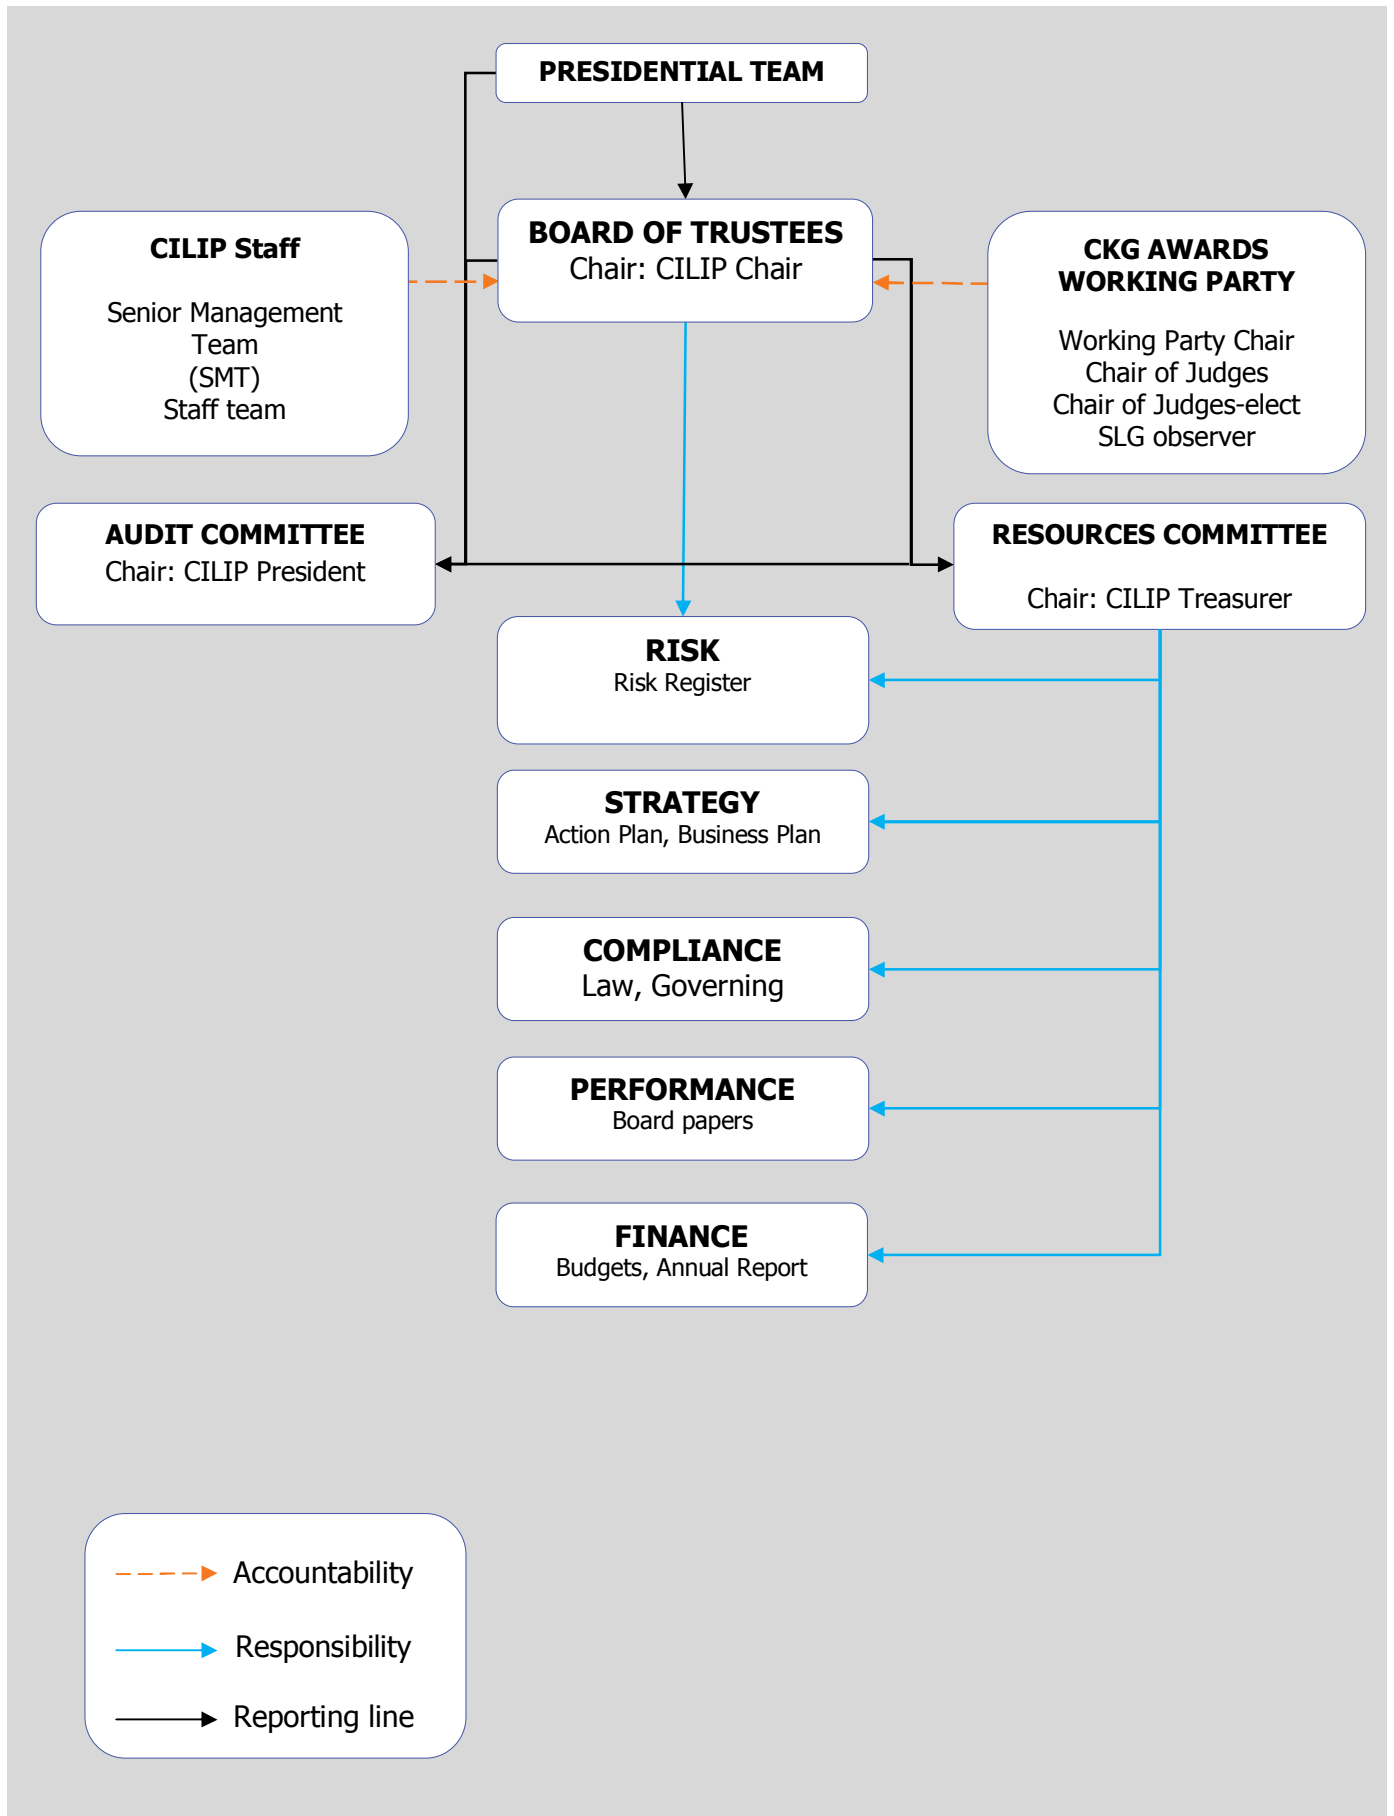 PRESIDENTIAL TEAM
BOARD OF TRUSTEES
Chair: CILIP Chair
CILIP Staff
Senior Management
Team
(SMT)
Staff team
CKG AWARDS
WORKING PARTY
Working Party Chair
Chair of Judges
Chair of Judges-elect
SLG observer
AUDIT COMMITTEE
Chair: CILIP President
RESOURCES COMMITTEE
Chair: CILIP Treasurer
RISK
Risk Register
STRATEGY
Action Plan, Business Plan
COMPLIANCE
Law, Governing
PERFORMANCE
Board papers
FINANCE
Budgets, Annual Report
Accountability
Responsibility
Reporting line